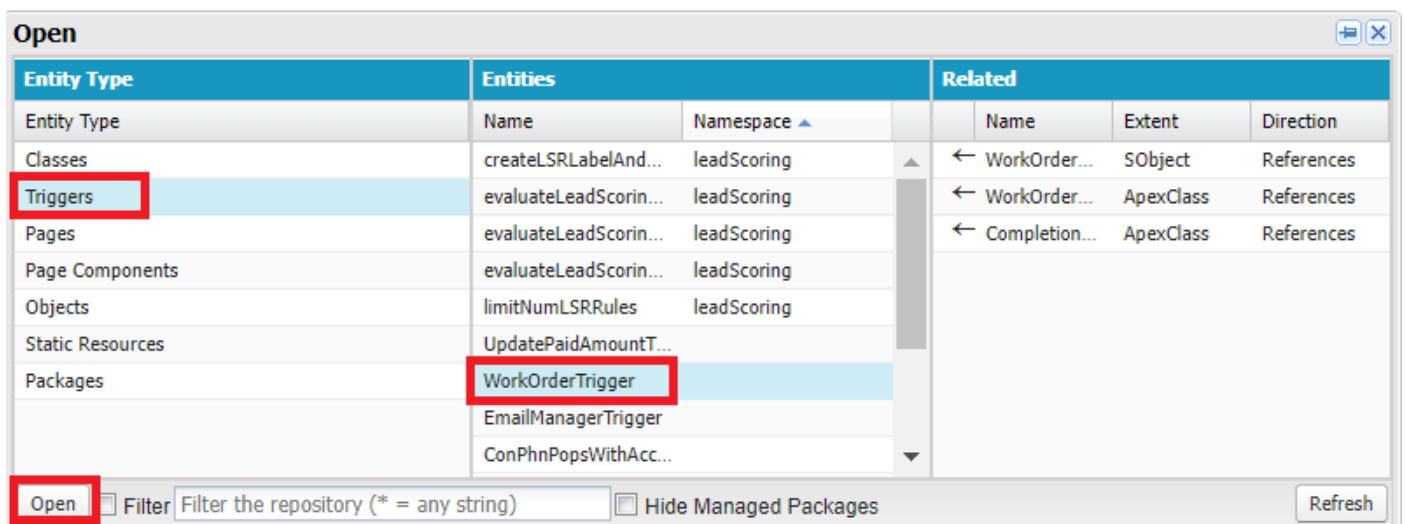 Open
Entity Type Entities Related
Entity Type Name Namespace Name Extent Direction
Classes createLSRLabelAnd... leadScoring WorkOrder... SObject References
Triggers evaluateLeadScorin... leadScoring WorkOrder... ApexClass References
Pages evaluateLeadScorin... leadScoring Completion... ApexClass References
Page Components evaluateLeadScorin... leadScoring
Objects limitNumLSRRules leadScoring
Static Resources UpdatePaidAmountT...
Packages WorkOrderTrigger
EmailManagerTrigger
ConPhnPopsWithAcc...
Open Filter Filter the repository (* = any string) Hide Managed Packages Refresh